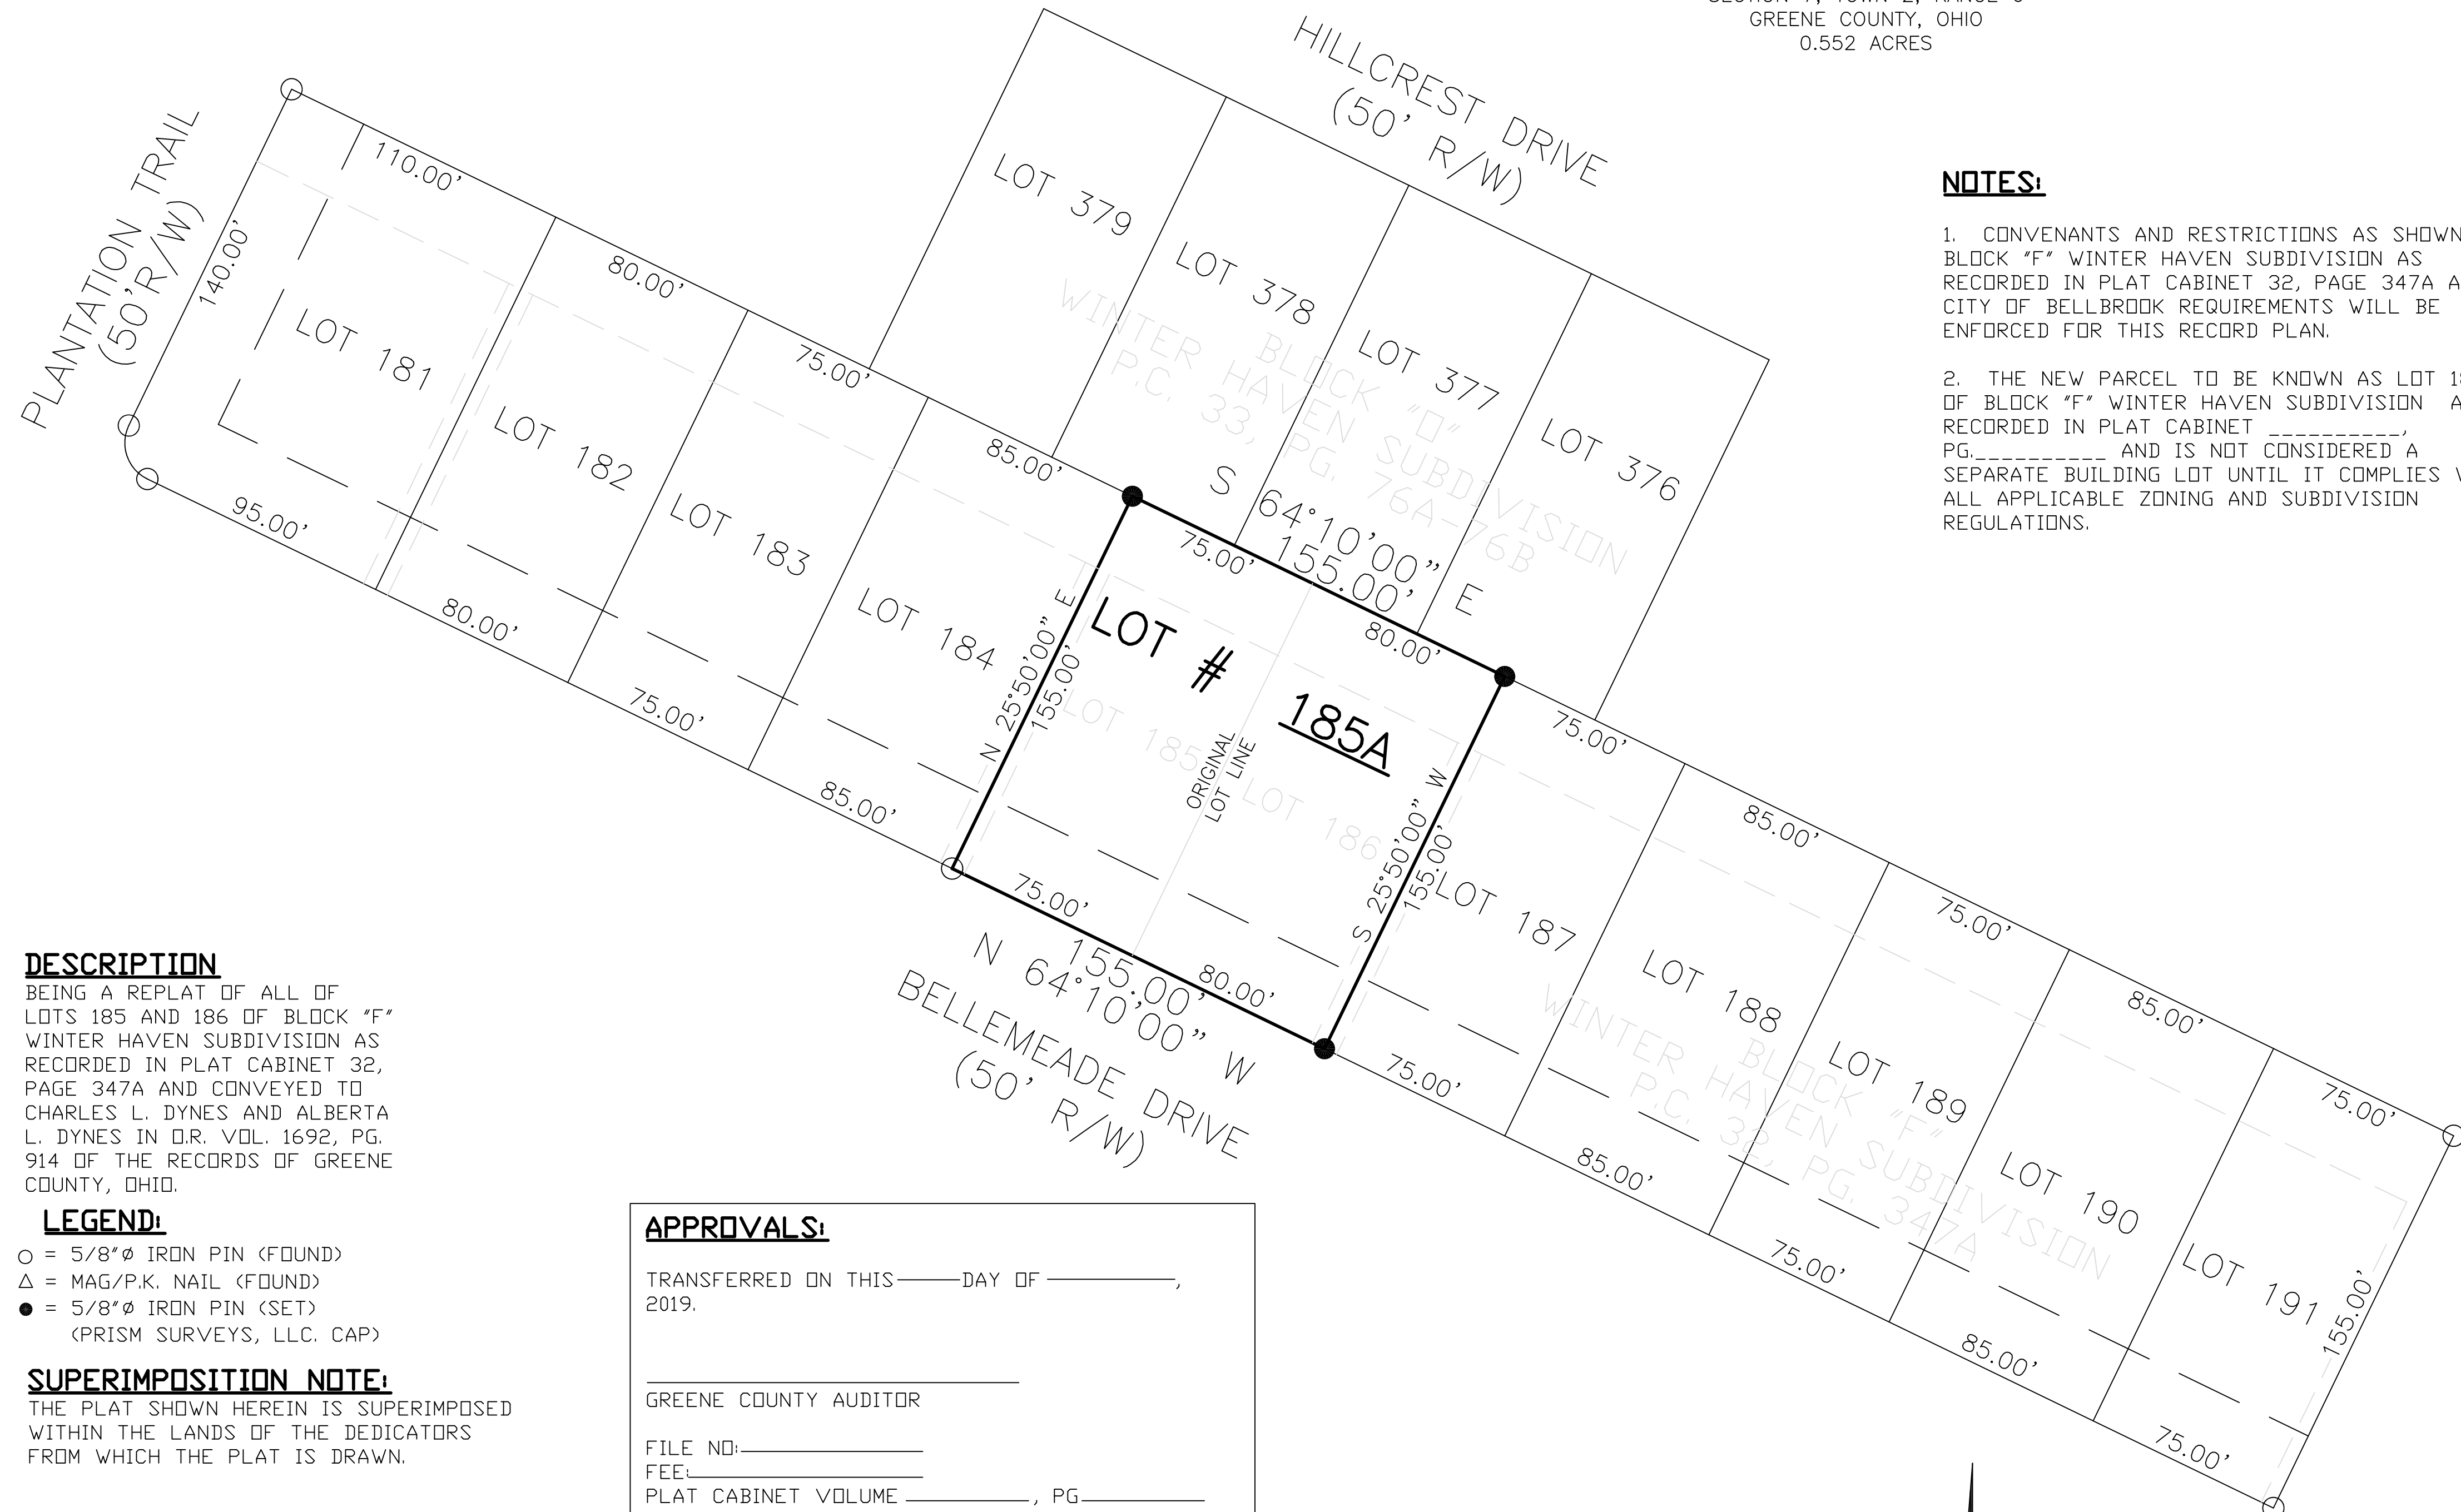 GREENE COUNTY, OHIO
0.552 ACRES
HILLCREST DRIVE
(50' R/W)
PLANTATION TRAIL
(50'R/W)
140.00'
110.00'
80.00'
75.00'
85.00'
LOT 379
LOT 378
LOT 377
LOT 376
WINTER HAVEN SUBDIVISION
BLOCK "O"
P.C. 33, PG. 76A-76B
LOT 181
LOT 182
LOT 183
LOT 184
95.00'
80.00'
75.00'
85.00'
S 64°10'00" E
155.00'
75.00'
80.00'
N 25°50'00" E
155.00'
LOT # 185A
LOT 185
LOT 186
ORIGINAL
LOT LINE
S 25°50'00" W
155.00'
75.00'
80.00'
155.00'
N 64°10'00" W
BELLEMEADE DRIVE
(50' R/W)
75.00'
85.00'
75.00'
85.00'
75.00'
LOT 187
LOT 188
LOT 189
LOT 190
LOT 191
BLOCK "F"
WINTER HAVEN SUBDIVISION
P.C. 32, PG. 347A
155.00'
75.00'
85.00'
75.00'
85.00'
75.00'
NOTES:
1. CONVENANTS AND RESTRICTIONS AS SHOWN
BLOCK "F" WINTER HAVEN SUBDIVISION AS
RECORDED IN PLAT CABINET 32, PAGE 347A
CITY OF BELLBROOK REQUIREMENTS WILL BE
ENFORCED FOR THIS RECORD PLAN.
2. THE NEW PARCEL TO BE KNOWN AS LOT
OF BLOCK "F" WINTER HAVEN SUBDIVISION
RECORDED IN PLAT CABINET __________,
PG.__________ AND IS NOT CONSIDERED A
SEPARATE BUILDING LOT UNTIL IT COMPLIES
ALL APPLICABLE ZONING AND SUBDIVISION
REGULATIONS.
DESCRIPTION
BEING A REPLAT OF ALL OF
LOTS 185 AND 186 OF BLOCK "F"
WINTER HAVEN SUBDIVISION AS
RECORDED IN PLAT CABINET 32,
PAGE 347A AND CONVEYED TO
CHARLES L. DYNES AND ALBERTA
L. DYNES IN O.R. VOL. 1692, PG.
914 OF THE RECORDS OF GREENE
COUNTY, OHIO.
LEGEND:
= 5/8"Ø IRON PIN (FOUND)
= MAG/P.K. NAIL (FOUND)
= 5/8"Ø IRON PIN (SET)
(PRISM SURVEYS, LLC. CAP)
SUPERIMPOSITION NOTE:
THE PLAT SHOWN HEREIN IS SUPERIMPOSED
WITHIN THE LANDS OF THE DEDICATORS
FROM WHICH THE PLAT IS DRAWN.
APPROVALS:
TRANSFERRED ON THIS_____DAY OF __________,
2019.
GREENE COUNTY AUDITOR
FILE NO:
FEE:
PLAT CABINET VOLUME __________, PG__________